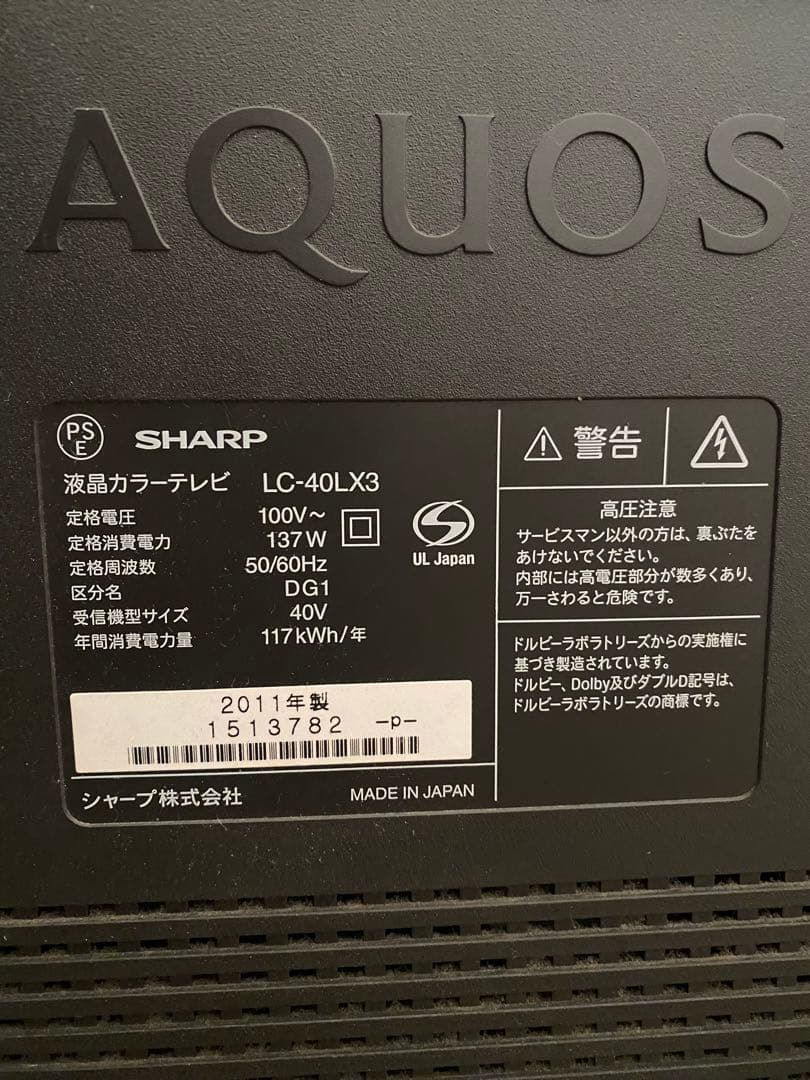 AQUOS
PS
E
SHARP
液晶カラーテレビ LC-40LX3
定格電圧 100V～
定格消費電力 137W
定格周波数 50/60Hz
区分名 DG1
受信機型サイズ 40V
年間消費電力量 117kWh/年
UL Japan
2011年製
1513782 -p-
シャープ株式会社 MADE IN JAPAN
警告
高圧注意
サービスマン以外の方は、裏ぶたを
あけないでください。
内部には高電圧部分が数多くあり、
万一さわると危険です。
ドルビーラボラトリーズからの実施権に
基づき製造されています。
ドルビー、Dolby及びダブルD記号は、
ドルビーラボラトリーズの商標です。